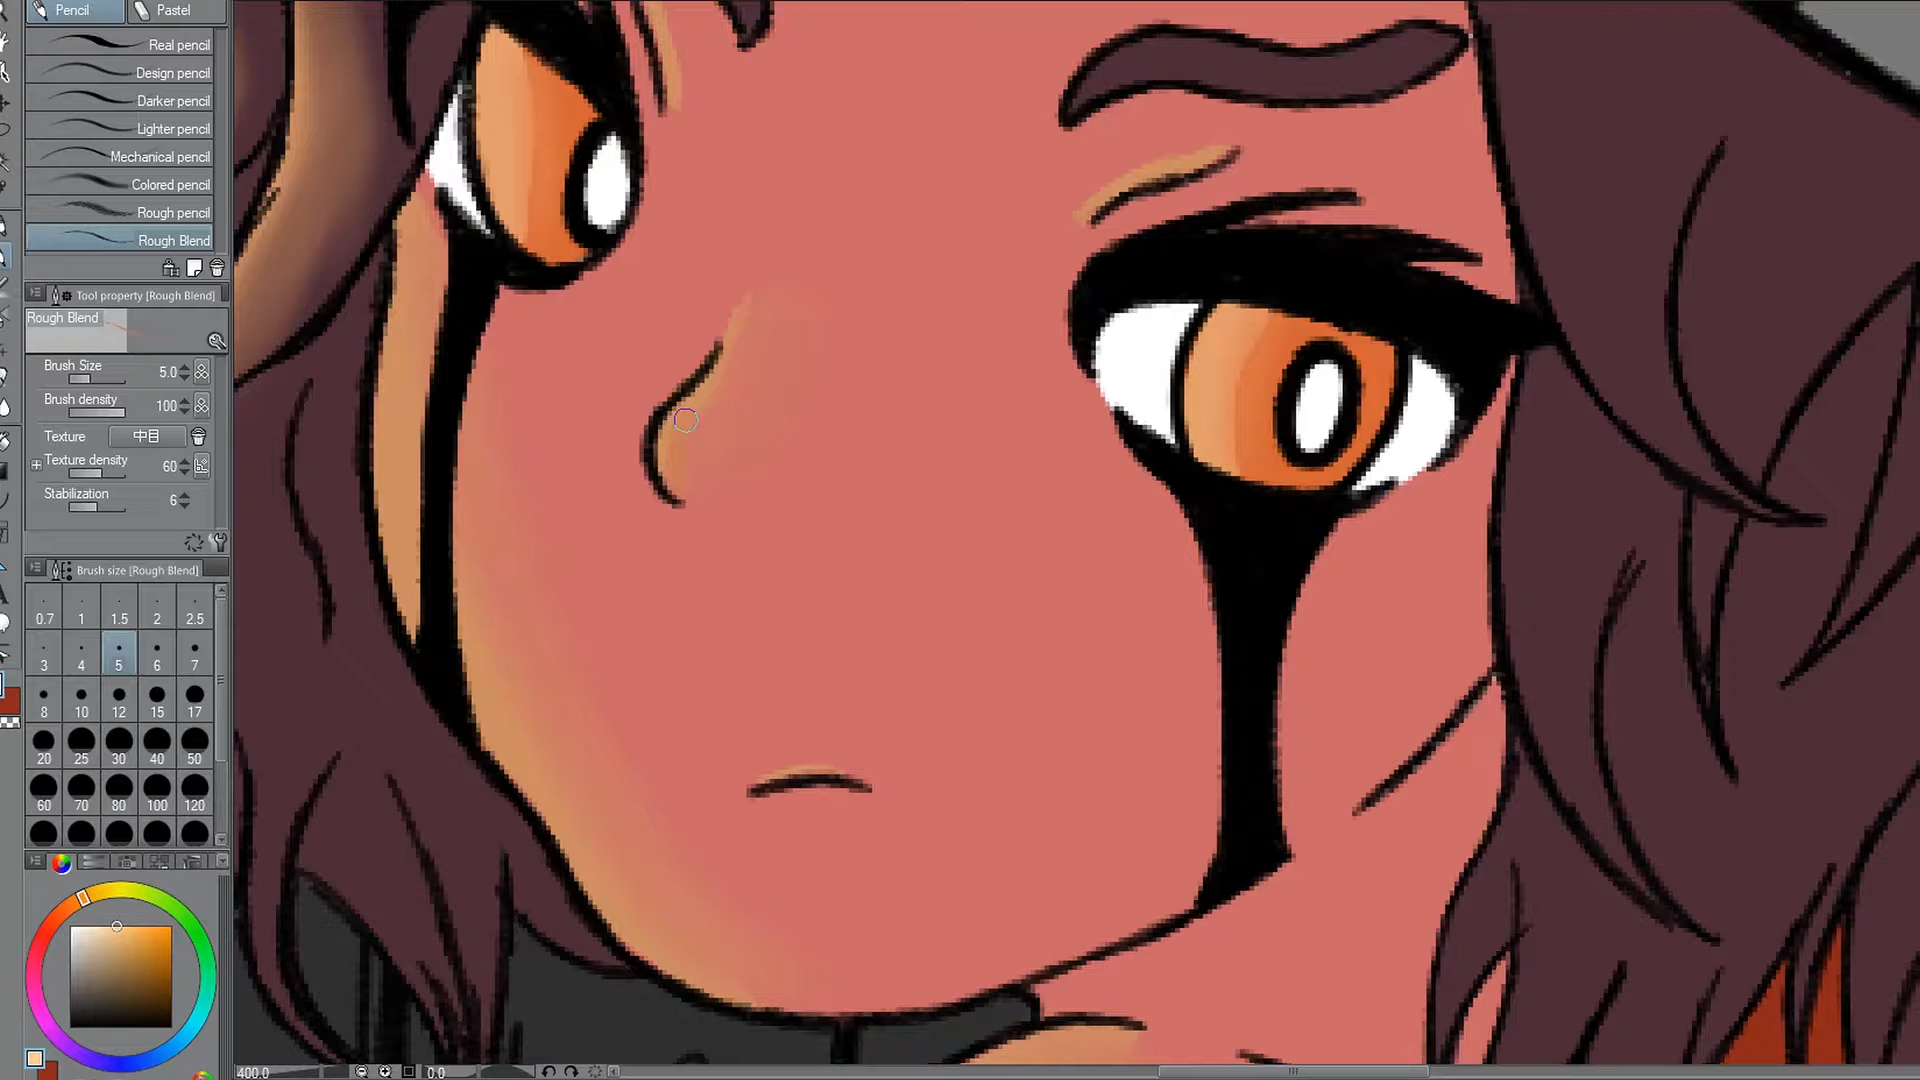 Pencil Pastel
Real pencil
Design pencil
Darker pencil
Lighter pencil
Mechanical pencil
Colored pencil
Rough pencil
Rough Blend
Tool property [Rough Blend]
Rough Blend
Brush Size 5.0
Brush density 100
Texture 中目
Texture density 60
Stabilization 6
Brush size [Rough Blend]
0.7 1 1.5 2 2.5
3 4 5 6 7
8 10 12 15 17
20 25 30 40 50
60 70 80 100 120
400.0 0.0